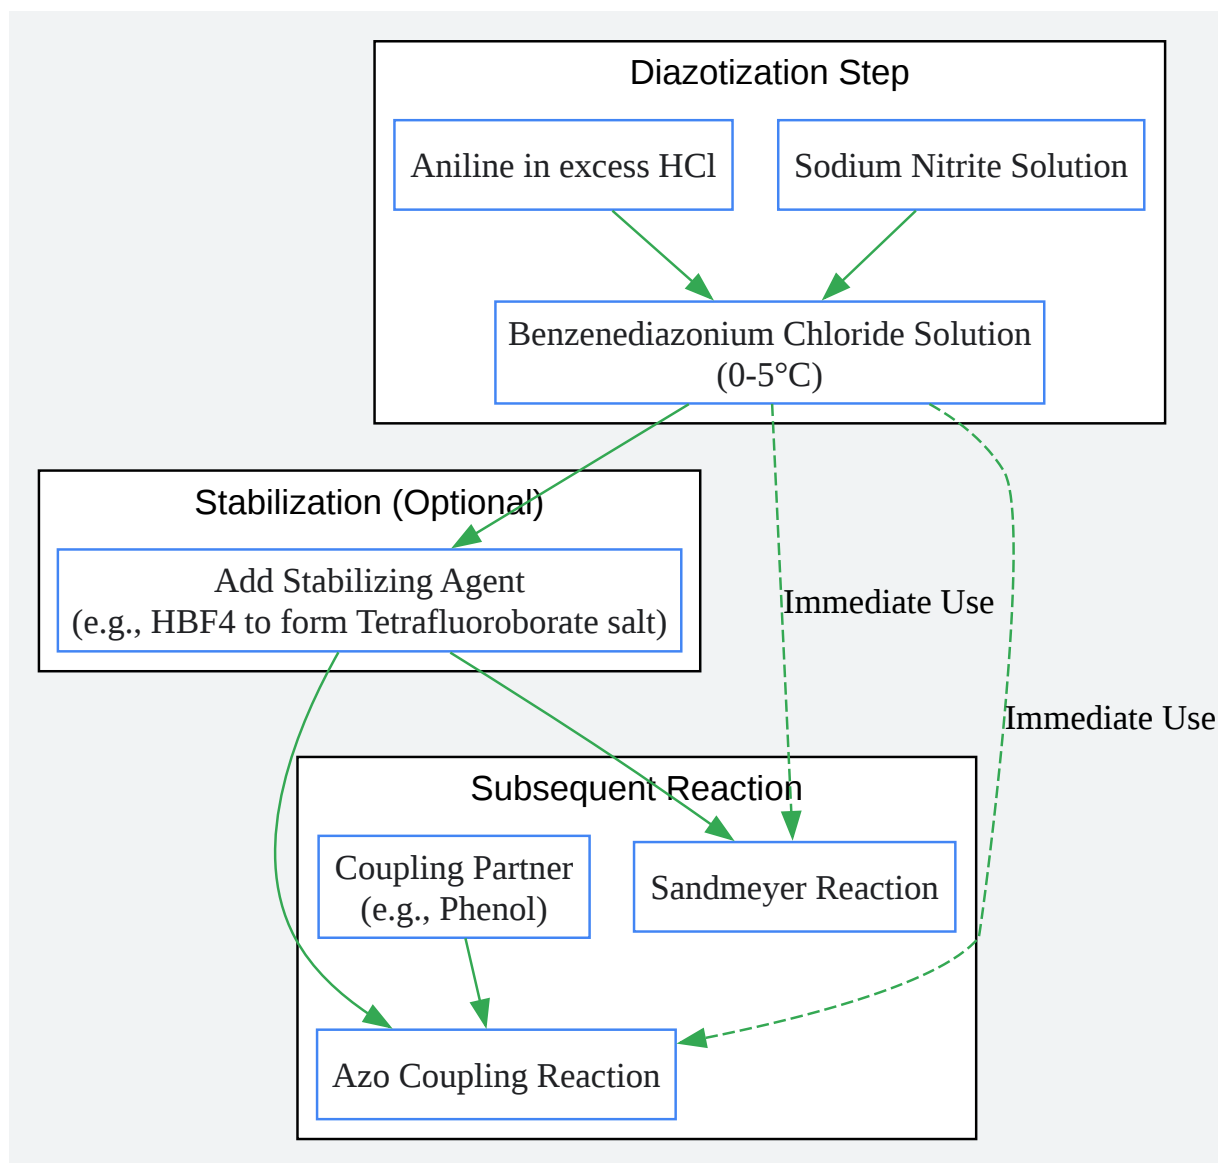 Diazotization Step
Aniline in excess HCl
Sodium Nitrite Solution
Benzenediazonium Chloride Solution
(0-5°C)
Stabilization (Optional)
Add Stabilizing Agent
(e.g., HBF4 to form Tetrafluoroborate salt)
Immediate Use
Immediate Use
Subsequent Reaction
Coupling Partner
(e.g., Phenol)
Sandmeyer Reaction
Azo Coupling Reaction